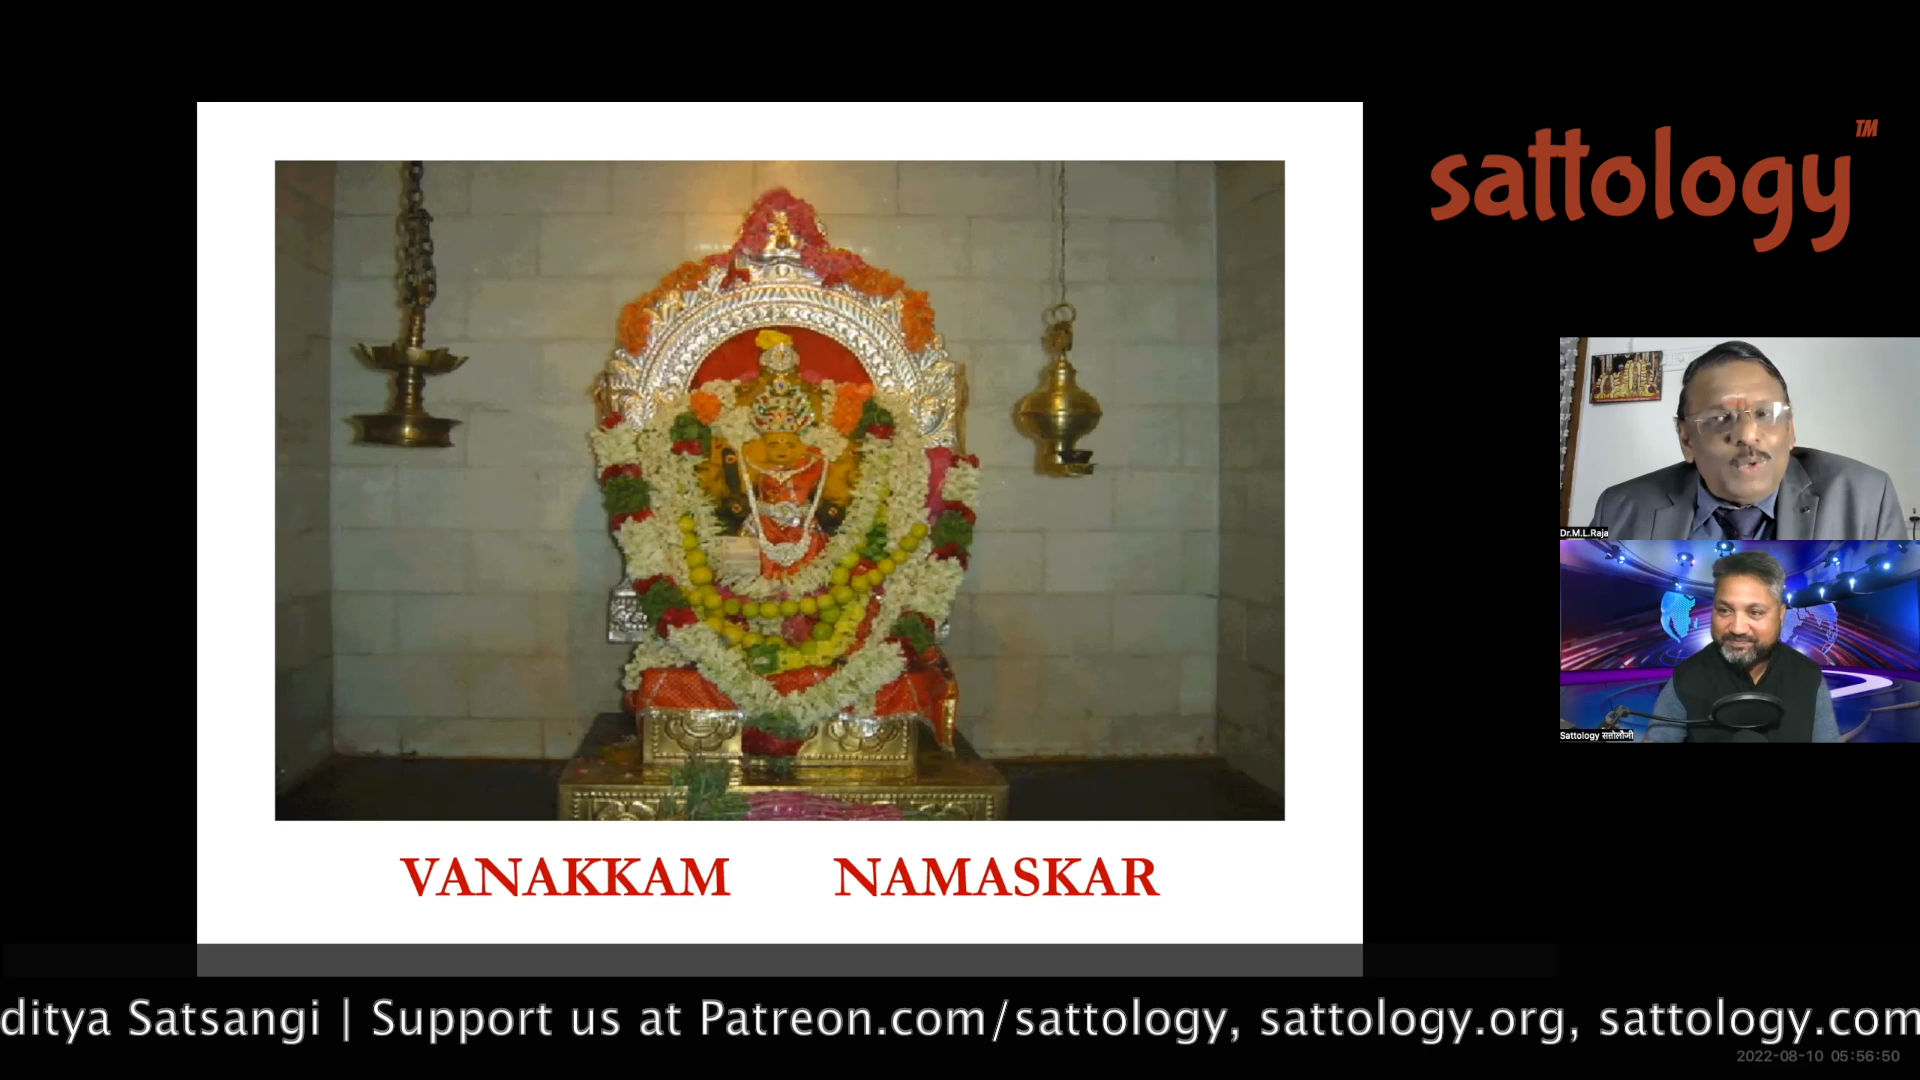 sattology™
Dr.M.L.Raja
Sattology सत्तोलौजी
VANAKKAM NAMASKAR
ditya Satsangi | Support us at Patreon.com/sattology, sattology.org, sattology.com
2022-08-10 05:56:50